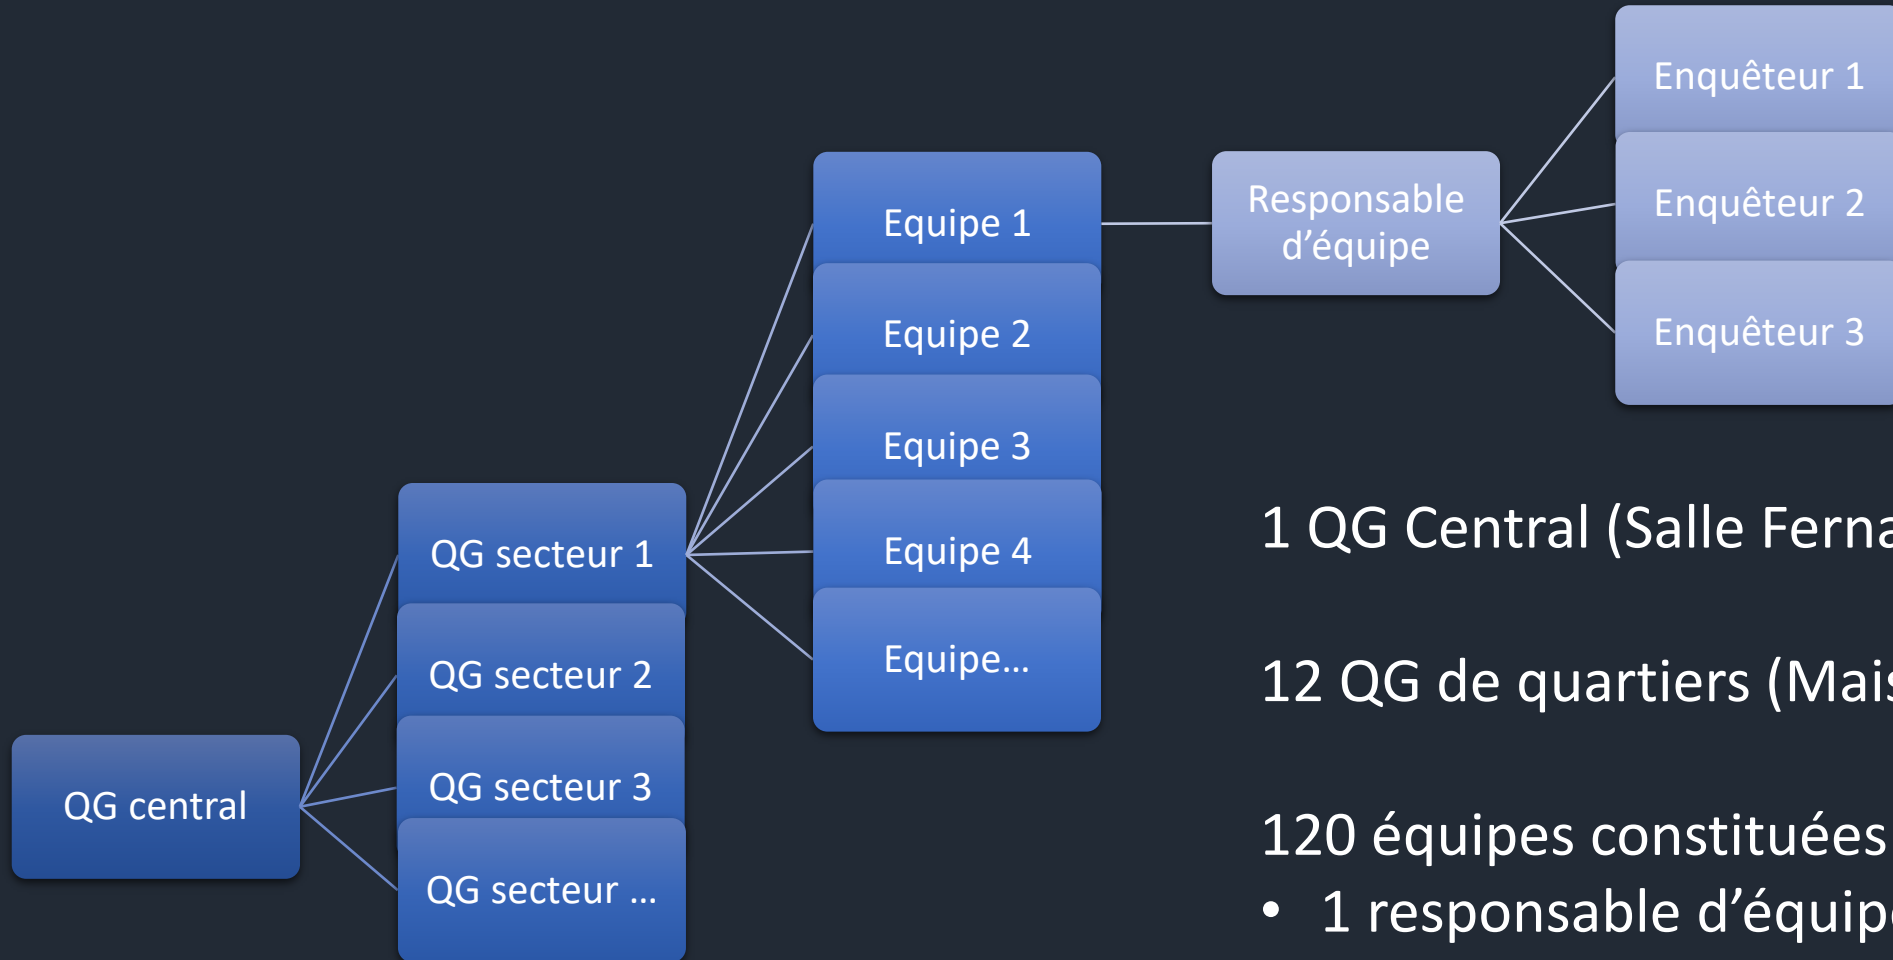 QG central
QG secteur 1
QG secteur 2
QG secteur 3
QG secteur ...
Equipe 1
Equipe 2
Equipe 3
Equipe 4
Equipe...
Responsable
d’équipe
Enquêteur 1
Enquêteur 2
Enquêteur 3
1 QG Central (Salle
12 QG de quartiers
120 équipes constituées
• 1 responsable